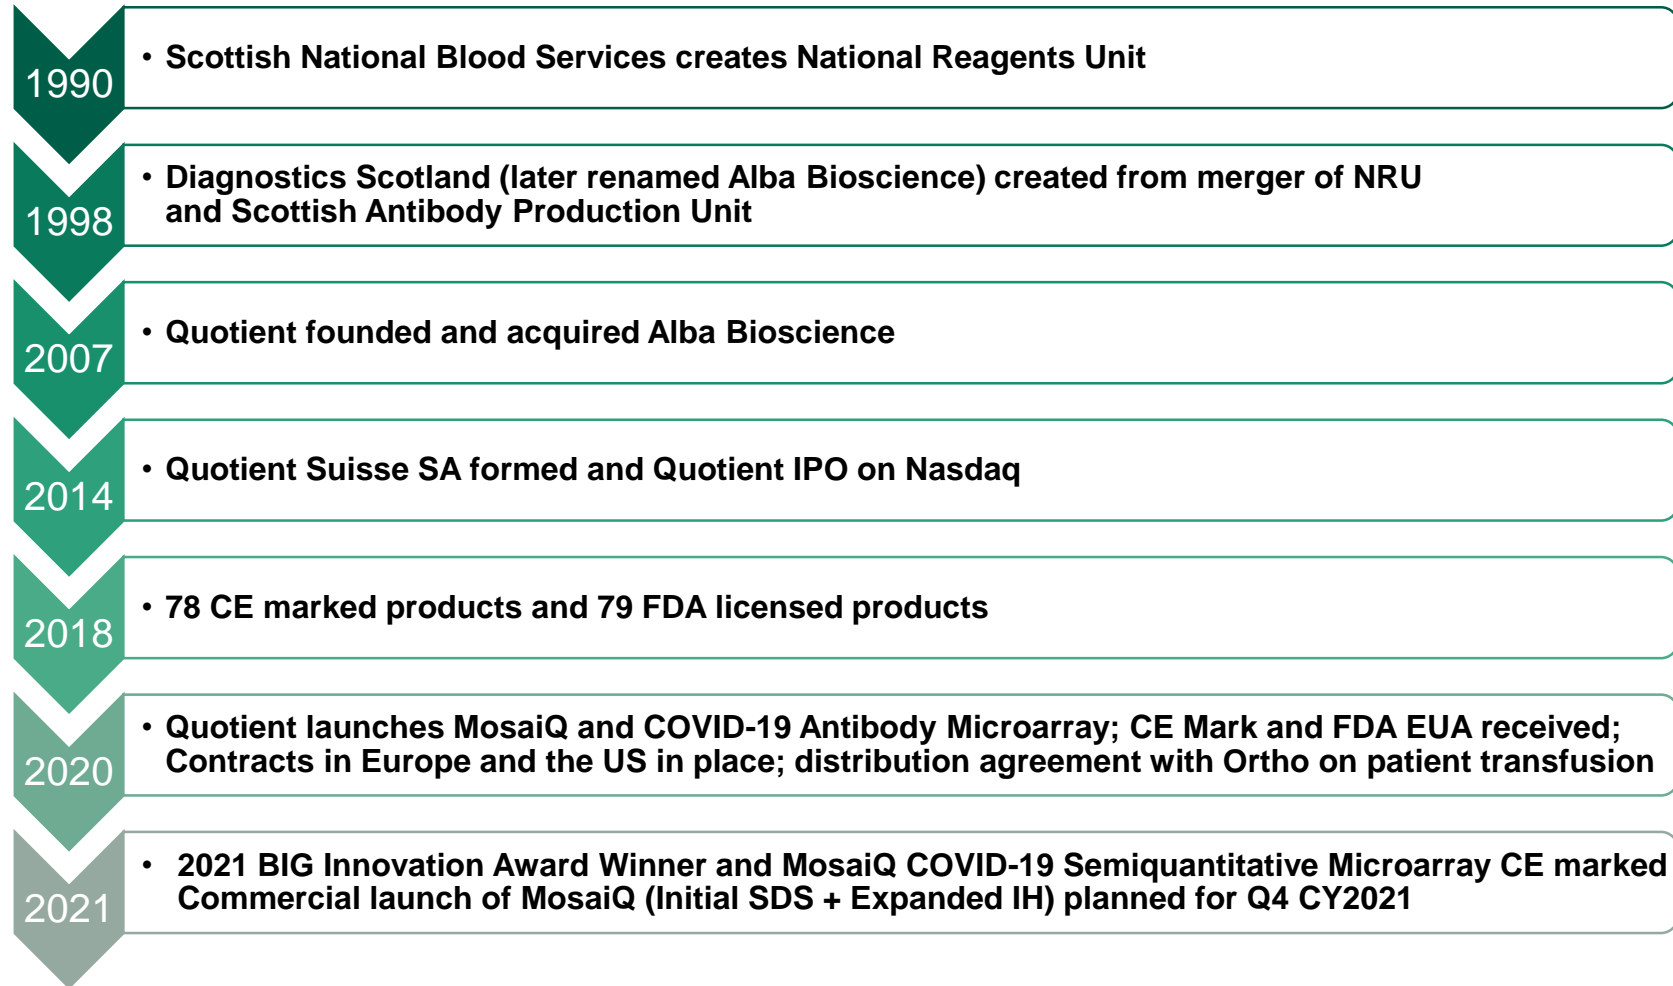 1990
• Scottish National Blood Services creates National Reagents Unit
1998
• Diagnostics Scotland (later renamed Alba Bioscience) created from merger of NRU
and Scottish Antibody Production Unit
2007
• Quotient founded and acquired Alba Bioscience
2014
• Quotient Suisse SA formed and Quotient IPO on Nasdaq
2018
• 78 CE marked products and 79 FDA licensed products
2020
• Quotient launches MosaiQ and COVID-19 Antibody Microarray; CE Mark and FDA EUA received;
Contracts in Europe and the US in place; distribution agreement with Ortho on patient transfusion
2021
• 2021 BIG Innovation Award Winner and MosaiQ COVID-19 Semiquantitative Microarray CE marked
Commercial launch of MosaiQ (Initial SDS + Expanded IH) planned for Q4 CY2021